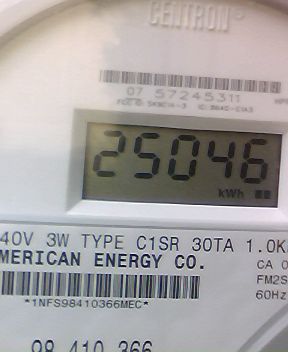 CENTRON
07 57245311
25046
kWh
40V 3W TYPE C1SR 30TA 1.0K
MERICAN ENERGY CO.
CA 0
FM2S
60Hz
*1NFS98410366MEC*
98 410 366